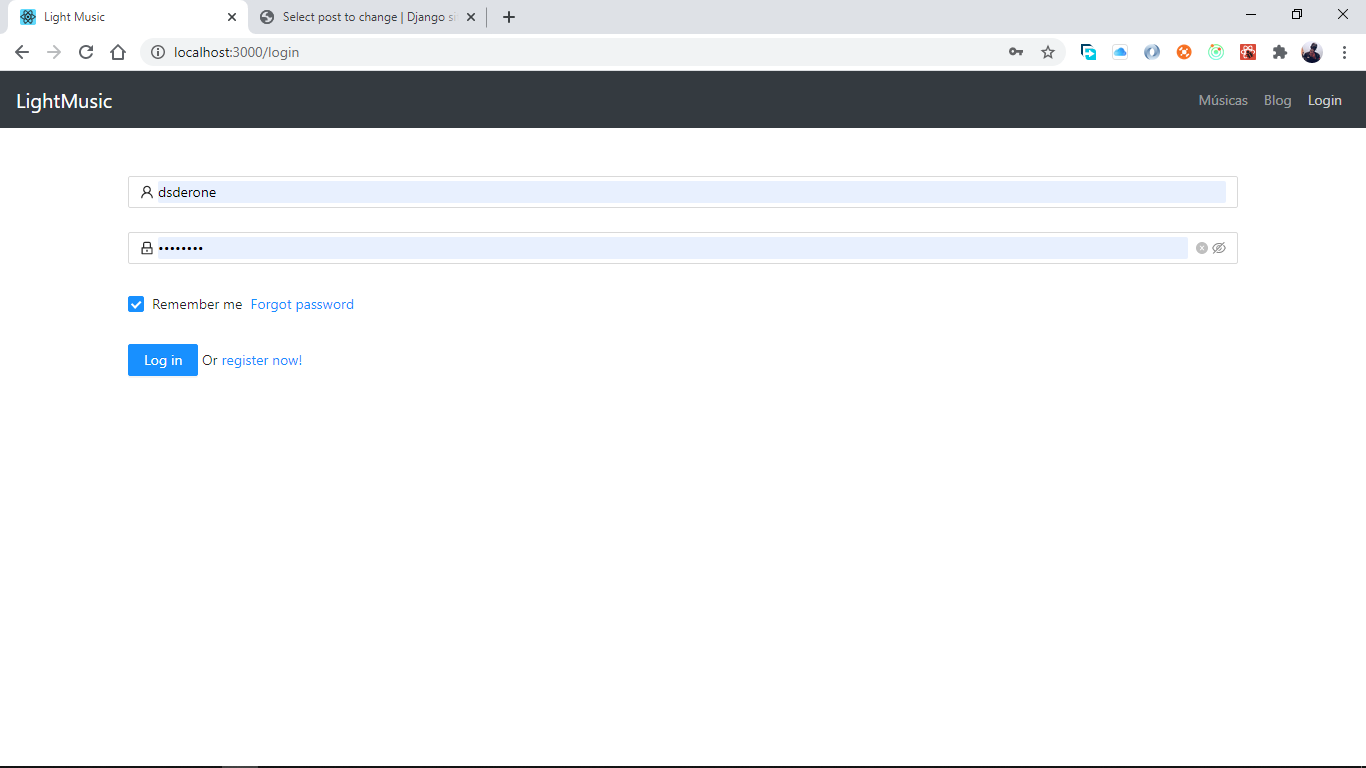 Light Music
Select post to change | Django si
localhost:3000/login
LightMusic
Músicas Blog Login
dsderone
••••••••
Remember me Forgot password
Log in Or register now!